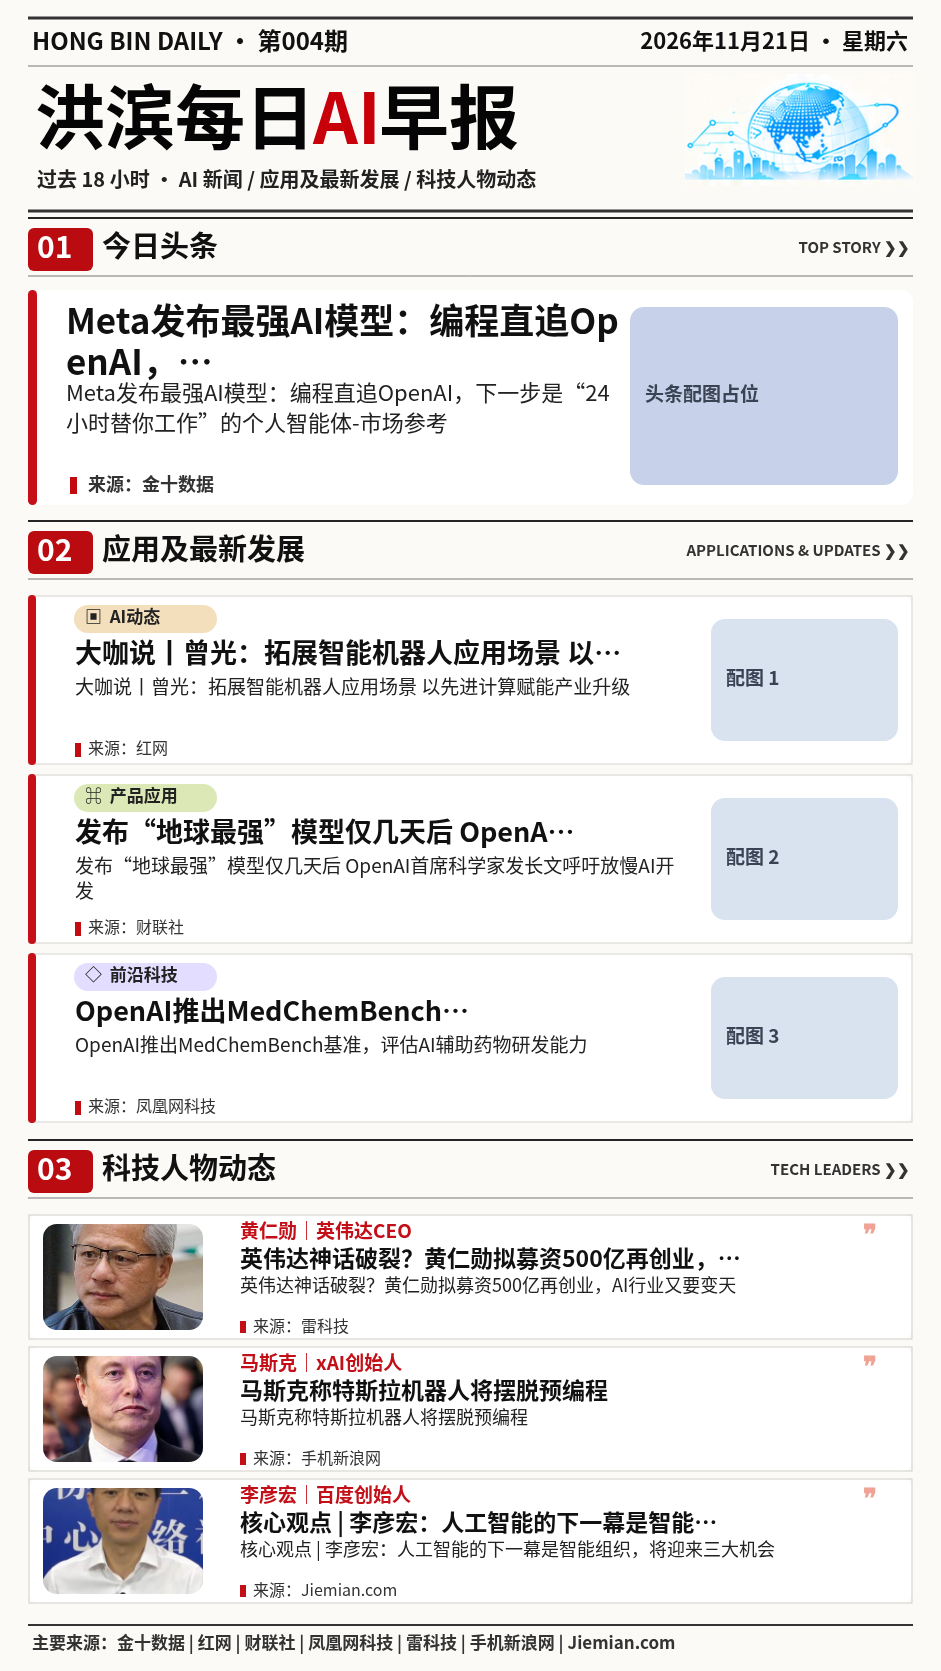 HONG BIN DAILY · 第004期
2026年11月21日 · 星期六
洪滨每日AI早报
过去 18 小时 · AI 新闻 / 应用及最新发展 / 科技人物动态
01 今日头条
TOP STORY ❯❯
Meta发布最强AI模型：编程直追Op
enAI，…
Meta发布最强AI模型：编程直追OpenAI，下一步是“24
小时替你工作”的个人智能体-市场参考
来源：金十数据
头条配图占位
02 应用及最新发展
APPLICATIONS & UPDATES ❯❯
▣ AI动态
大咖说丨曾光：拓展智能机器人应用场景 以…
大咖说丨曾光：拓展智能机器人应用场景 以先进计算赋能产业升级
来源：红网
配图 1
⌘ 产品应用
发布“地球最强”模型仅几天后 OpenA…
发布“地球最强”模型仅几天后 OpenAI首席科学家发长文呼吁放慢AI开
发
来源：财联社
配图 2
◇ 前沿科技
OpenAI推出MedChemBench…
OpenAI推出MedChemBench基准，评估AI辅助药物研发能力
来源：凤凰网科技
配图 3
03 科技人物动态
TECH LEADERS ❯❯
黄仁勋｜英伟达CEO
英伟达神话破裂？黄仁勋拟募资500亿再创业，…
英伟达神话破裂？黄仁勋拟募资500亿再创业，AI行业又要变天
来源：雷科技
马斯克｜xAI创始人
马斯克称特斯拉机器人将摆脱预编程
马斯克称特斯拉机器人将摆脱预编程
来源：手机新浪网
中心 络
李彦宏｜百度创始人
核心观点 | 李彦宏：人工智能的下一幕是智能…
核心观点 | 李彦宏：人工智能的下一幕是智能组织，将迎来三大机会
来源：Jiemian.com
主要来源：金十数据 | 红网 | 财联社 | 凤凰网科技 | 雷科技 | 手机新浪网 | Jiemian.com